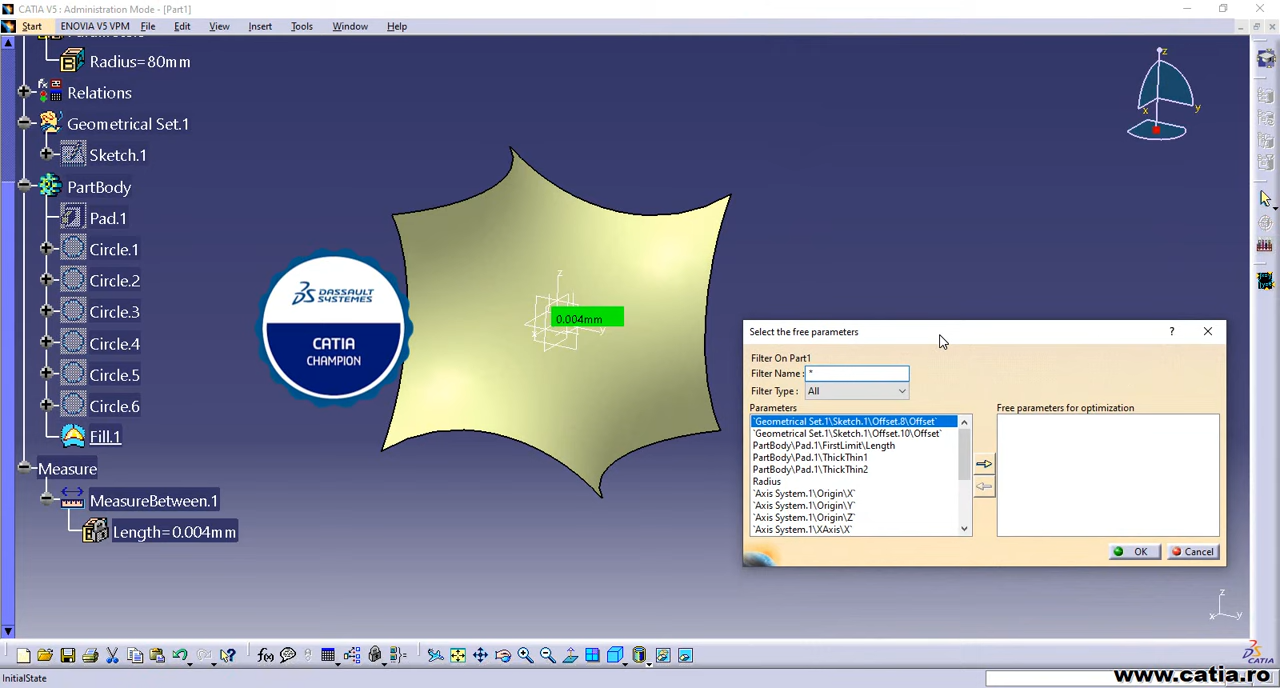 CATIA V5 : Administration Mode - [Part1]
Start ENOVIA V5 VPM File Edit View Insert Tools Window Help
Radius=80mm
Relations
Geometrical Set.1
Sketch.1
PartBody
Pad.1
Circle.1
Circle.2
Circle.3
Circle.4
Circle.5
Circle.6
Fill.1
Measure
MeasureBetween.1
Length=0.004mm
DASSAULT
SYSTEMES
CATIA
CHAMPION
z
0.004mm
z
x
y
Select the free parameters
?
Filter On Part1
Filter Name : *
Filter Type : All
Parameters
`Geometrical Set.1\Sketch.1\Offset.8\Offset`
`Geometrical Set.1\Sketch.1\Offset.10\Offset`
PartBody\Pad.1\FirstLimit\Length
PartBody\Pad.1\ThickThin1
PartBody\Pad.1\ThickThin2
Radius
`Axis System.1\Origin\X`
`Axis System.1\Origin\Y`
`Axis System.1\Origin\Z`
`Axis System.1\XAxis\X`
Free parameters for optimization
OK Cancel
z
x y
f(x)
CATIA
InitialState
www.catia.ro